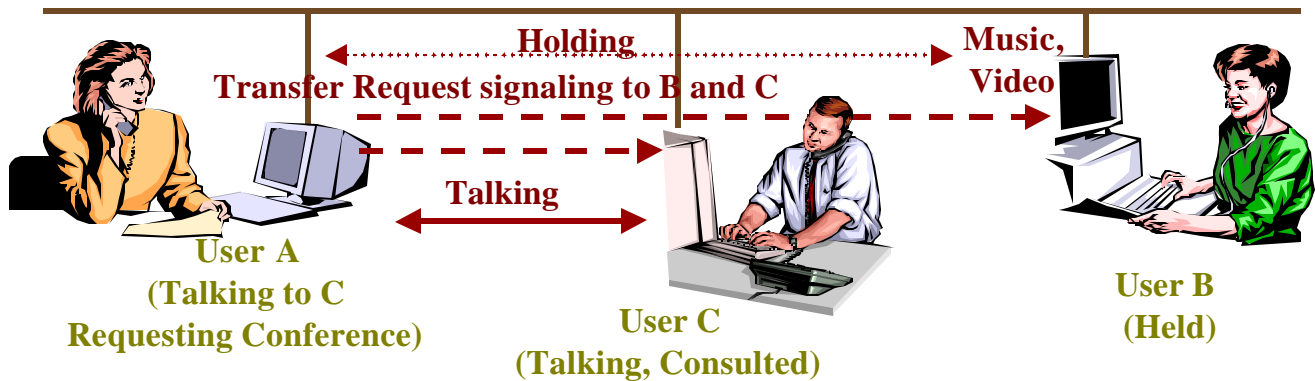 Holding
Music,
Video
Transfer Request signaling to B and C
Talking
User A
(Talking to C
Requesting Conference)
User C
(Talking, Consulted)
User B
(Held)